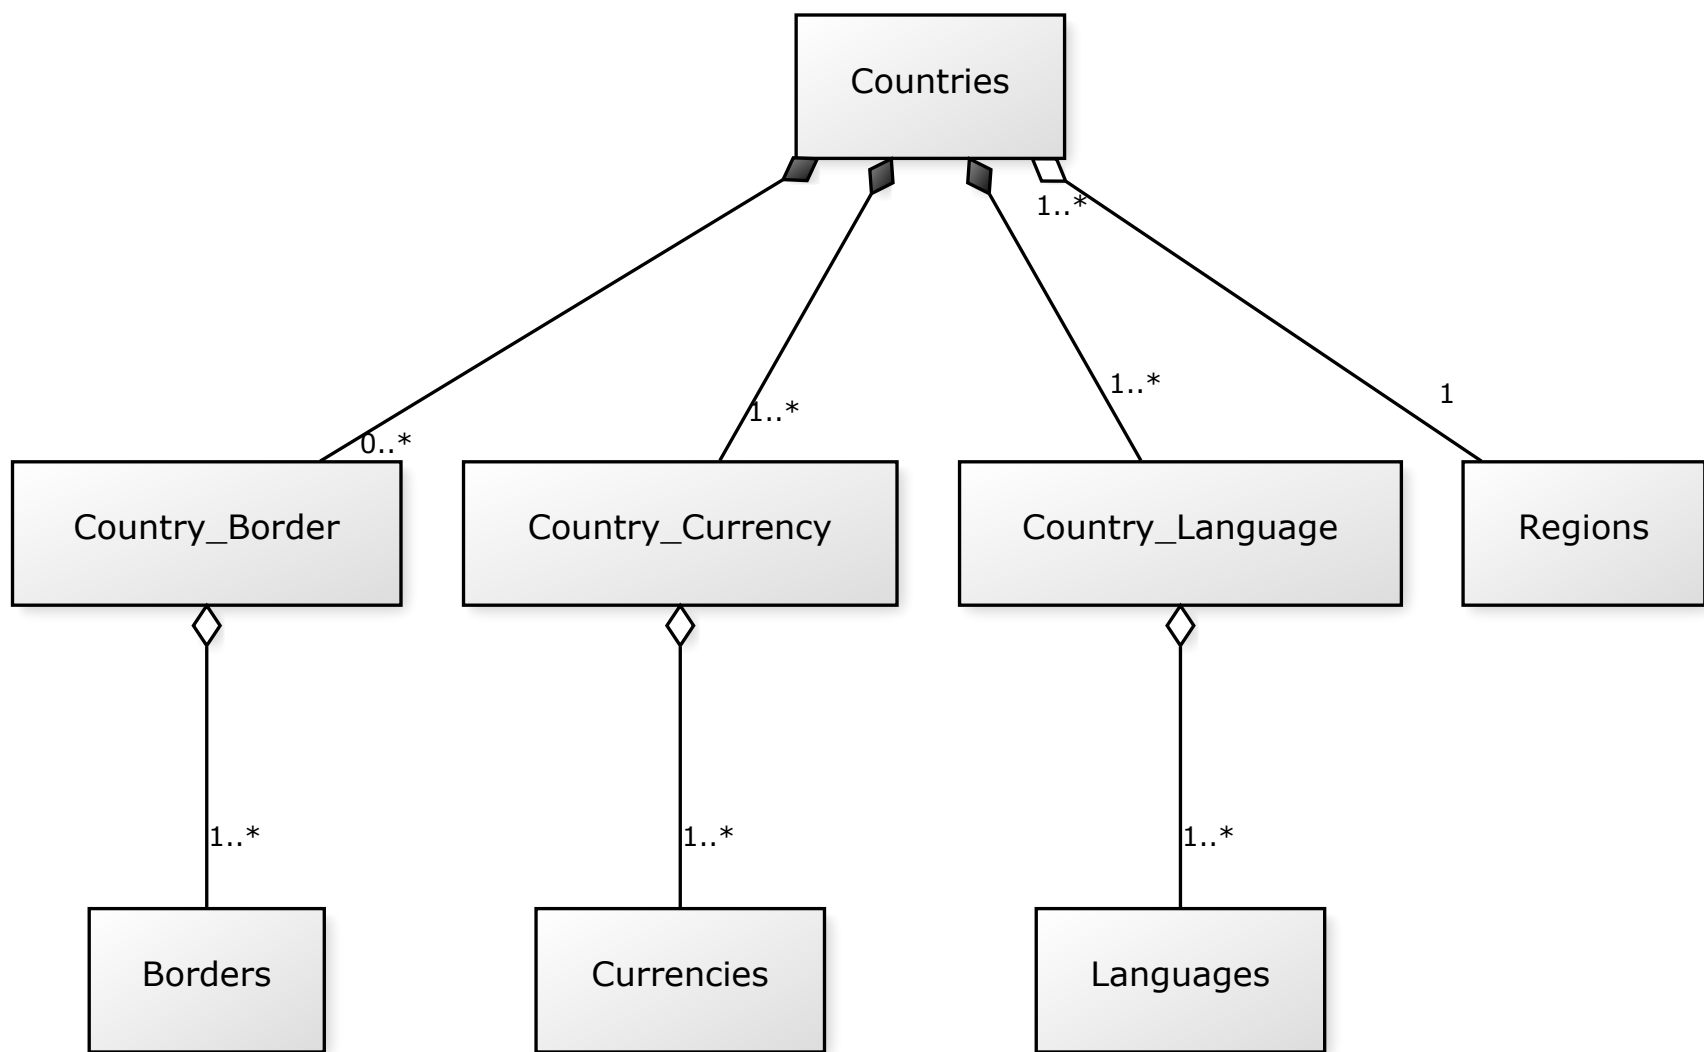 Countries
1..*
1..*
1..*
1
0..*
Country_Border
Country_Currency
Country_Language
Regions
1..*
1..*
1..*
Borders
Currencies
Languages